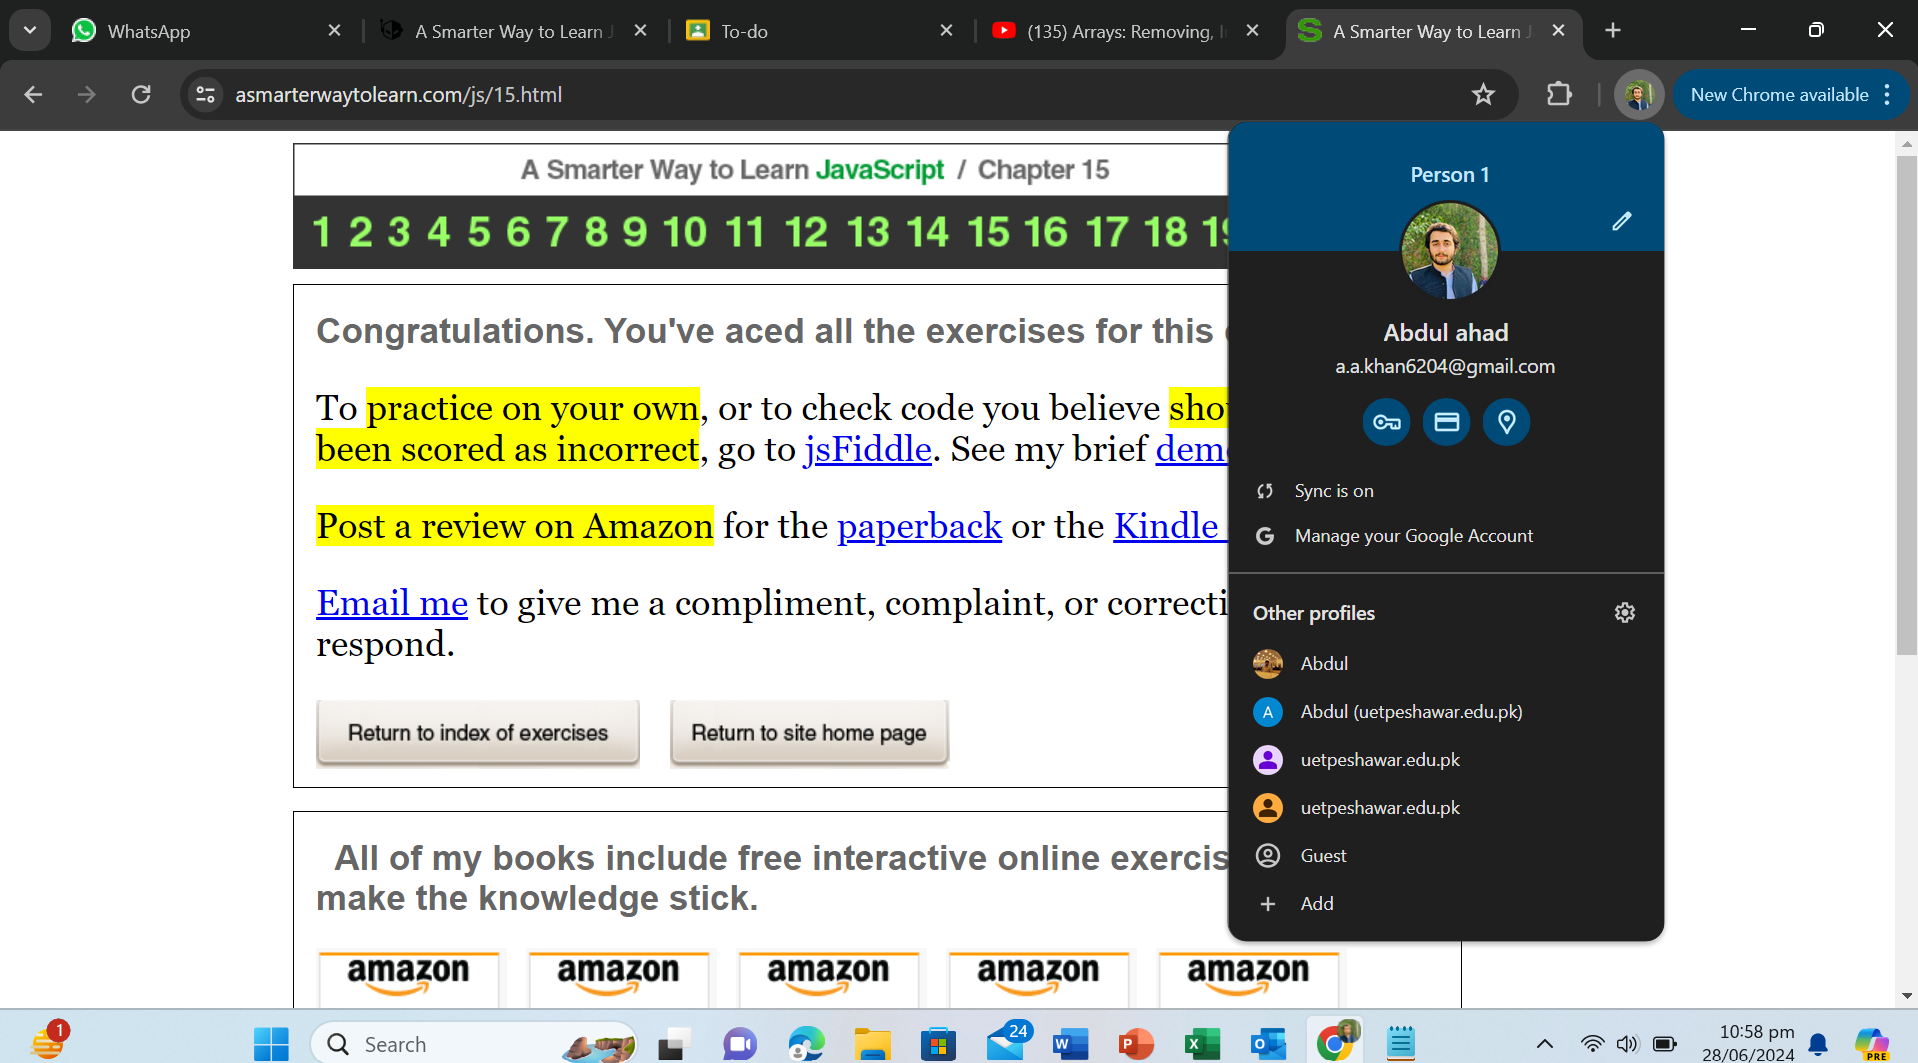 WhatsApp
A Smarter Way to Learn J
To-do
(135) Arrays: Removing, I
A Smarter Way to Learn J
asmarterwaytolearn.com/js/15.html
New Chrome available
A Smarter Way to Learn JavaScript / Chapter 15
1 2 3 4 5 6 7 8 9 10 11 12 13 14 15 16 17 18 19
Congratulations. You've aced all the exercises for this
To practice on your own, or to check code you believe sho
been scored as incorrect, go to jsFiddle. See my brief dem
Post a review on Amazon for the paperback or the Kindle
Email me to give me a compliment, complaint, or correcti
respond.
Return to index of exercises
Return to site home page
All of my books include free interactive online exercis
make the knowledge stick.
amazon
amazon
amazon
amazon
amazon
Person 1
Abdul ahad
a.a.khan6204@gmail.com
Sync is on
G Manage your Google Account
Other profiles
Abdul
A Abdul (uetpeshawar.edu.pk)
uetpeshawar.edu.pk
uetpeshawar.edu.pk
Guest
+ Add
1
Search
24
W
P
X
O
10:58 pm
28/06/2024
PRE